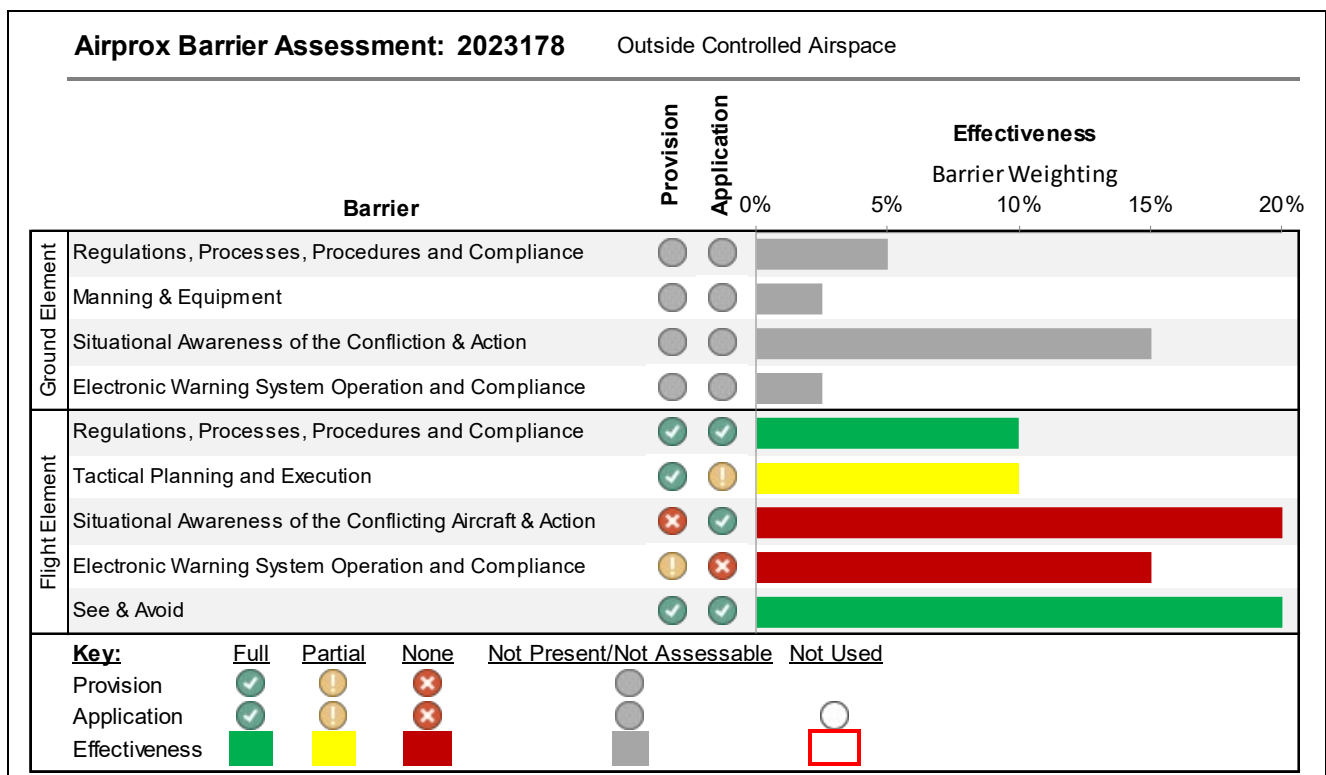 Airprox Barrier Assessment: 2023178 Outside Controlled Airspace
Provision
Application
Effectiveness
Barrier Weighting
Barrier
0% 5% 10% 15% 20%
Ground Element
Regulations, Processes, Procedures and Compliance
Manning & Equipment
Situational Awareness of the Confliction & Action
Electronic Warning System Operation and Compliance
Flight Element
Regulations, Processes, Procedures and Compliance
Tactical Planning and Execution
Situational Awareness of the Conflicting Aircraft & Action
Electronic Warning System Operation and Compliance
See & Avoid
Key: Full Partial None Not Present/Not Assessable Not Used
Provision
Application
Effectiveness